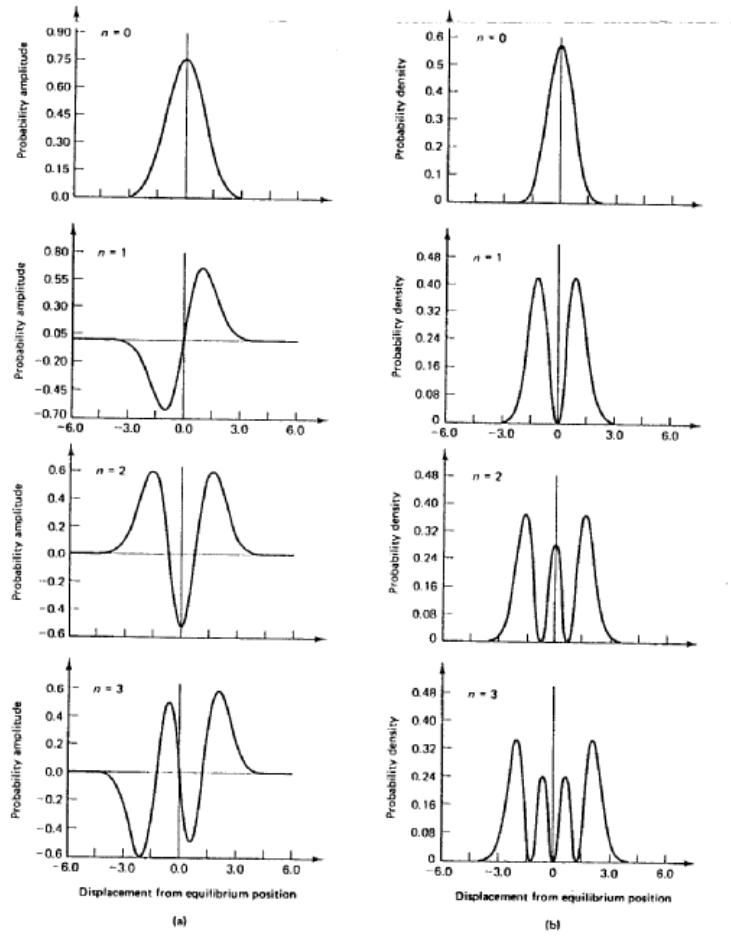 Probability amplitude
n = 0
0.90
0.75
0.60
0.45
0.30
0.15
0.0
Probability density
n = 0
0.6
0.5
0.4
0.3
0.2
0.1
0
Probability amplitude
n = 1
0.80
0.55
0.30
0.05
-0.20
-0.45
-0.70
-6.0 -3.0 0.0 3.0 6.0
Probability density
n = 1
0.48
0.40
0.32
0.24
0.16
0.08
0
-6.0 -3.0 0 3.0 6.0
Probability amplitude
n = 2
0.6
0.4
0.2
0.0
-0.2
-0.4
-0.6
Probability density
n = 2
0.48
0.40
0.32
0.24
0.16
0.08
0
Probability amplitude
n = 3
0.6
0.4
0.2
0.0
-0.2
-0.4
-0.6
-6.0 -3.0 0.0 3.0 6.0
Displacement from equilibrium position
(a)
Probability density
n = 3
0.48
0.40
0.32
0.24
0.16
0.08
0
-6.0 -3.0 0 3.0 6.0
Displacement from equilibrium position
(b)